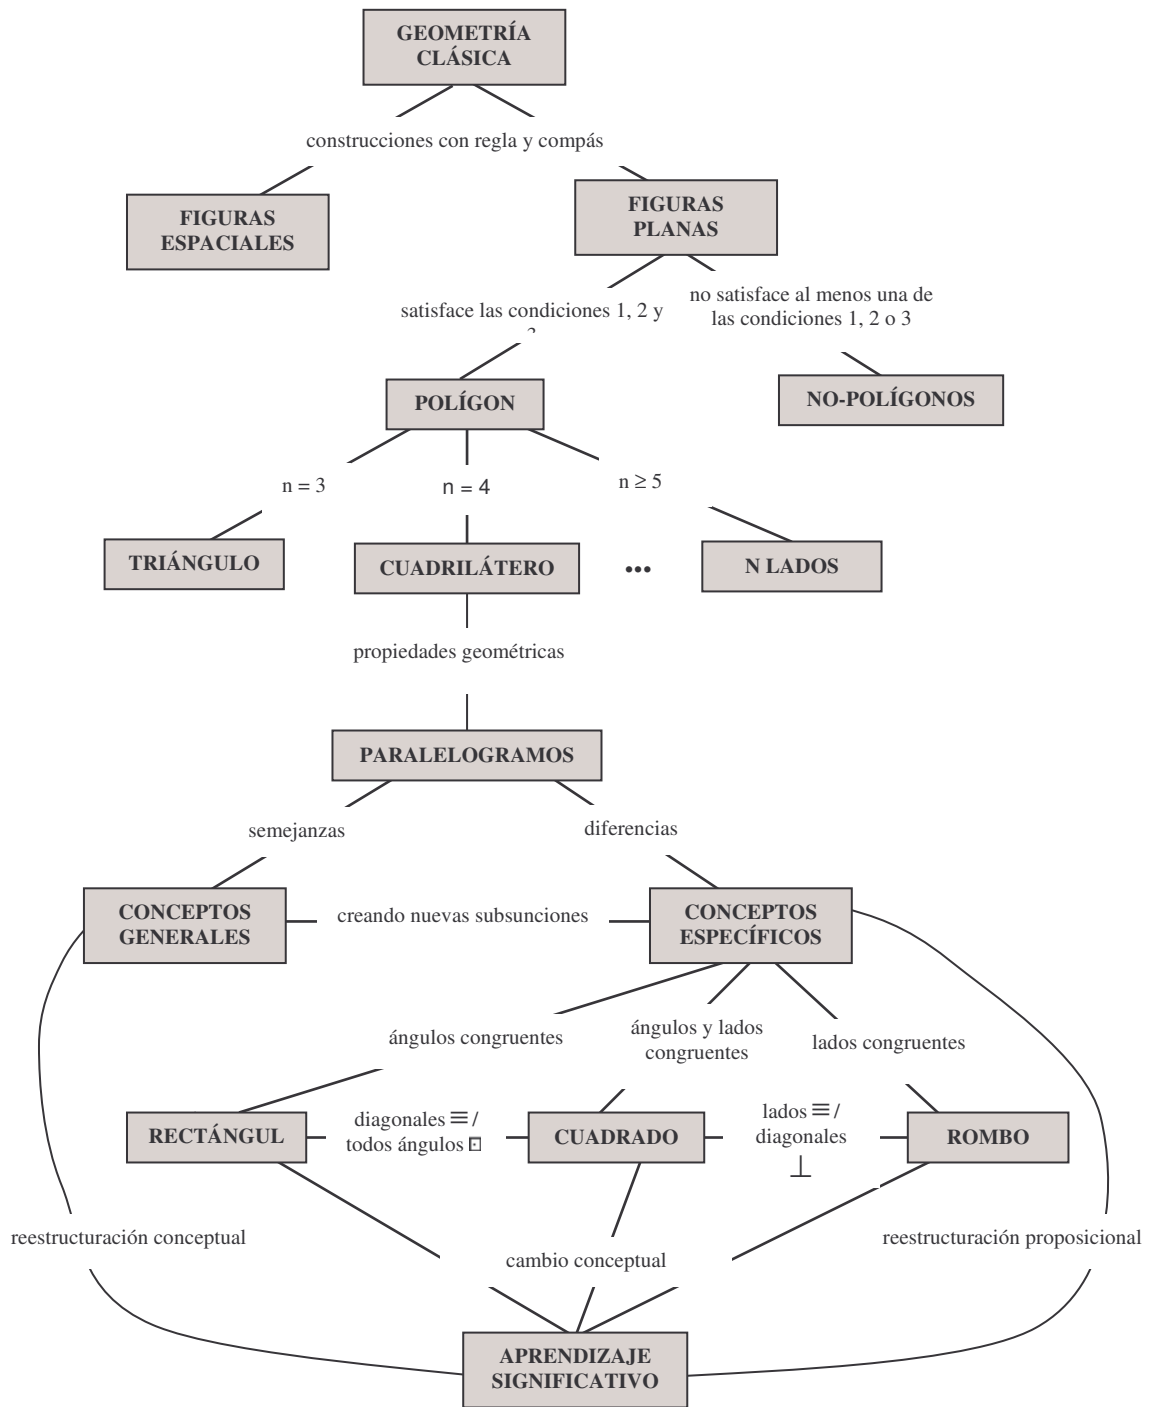 GEOMETRÍA
CLÁSICA
construcciones con regla y compás
FIGURAS
ESPACIALES
FIGURAS
PLANAS
satisface las condiciones 1, 2 y
no satisface al menos una de
las condiciones 1, 2 o 3
POLÍGON
NO-POLÍGONOS
n = 3
n = 4
n ≥ 5
TRIÁNGULO
CUADRILÁTERO
•••
N LADOS
propiedades geométricas
PARALELOGRAMOS
semejanzas
diferencias
CONCEPTOS
GENERALES
creando nuevas subsunciones
CONCEPTOS
ESPECÍFICOS
ángulos congruentes
ángulos y lados
congruentes
lados congruentes
RECTÁNGUL
diagonales ≡ /
todos ángulos ⊡
CUADRADO
lados ≡ /
diagonales
⊥
ROMBO
reestructuración conceptual
cambio conceptual
reestructuración proposicional
APRENDIZAJE
SIGNIFICATIVO